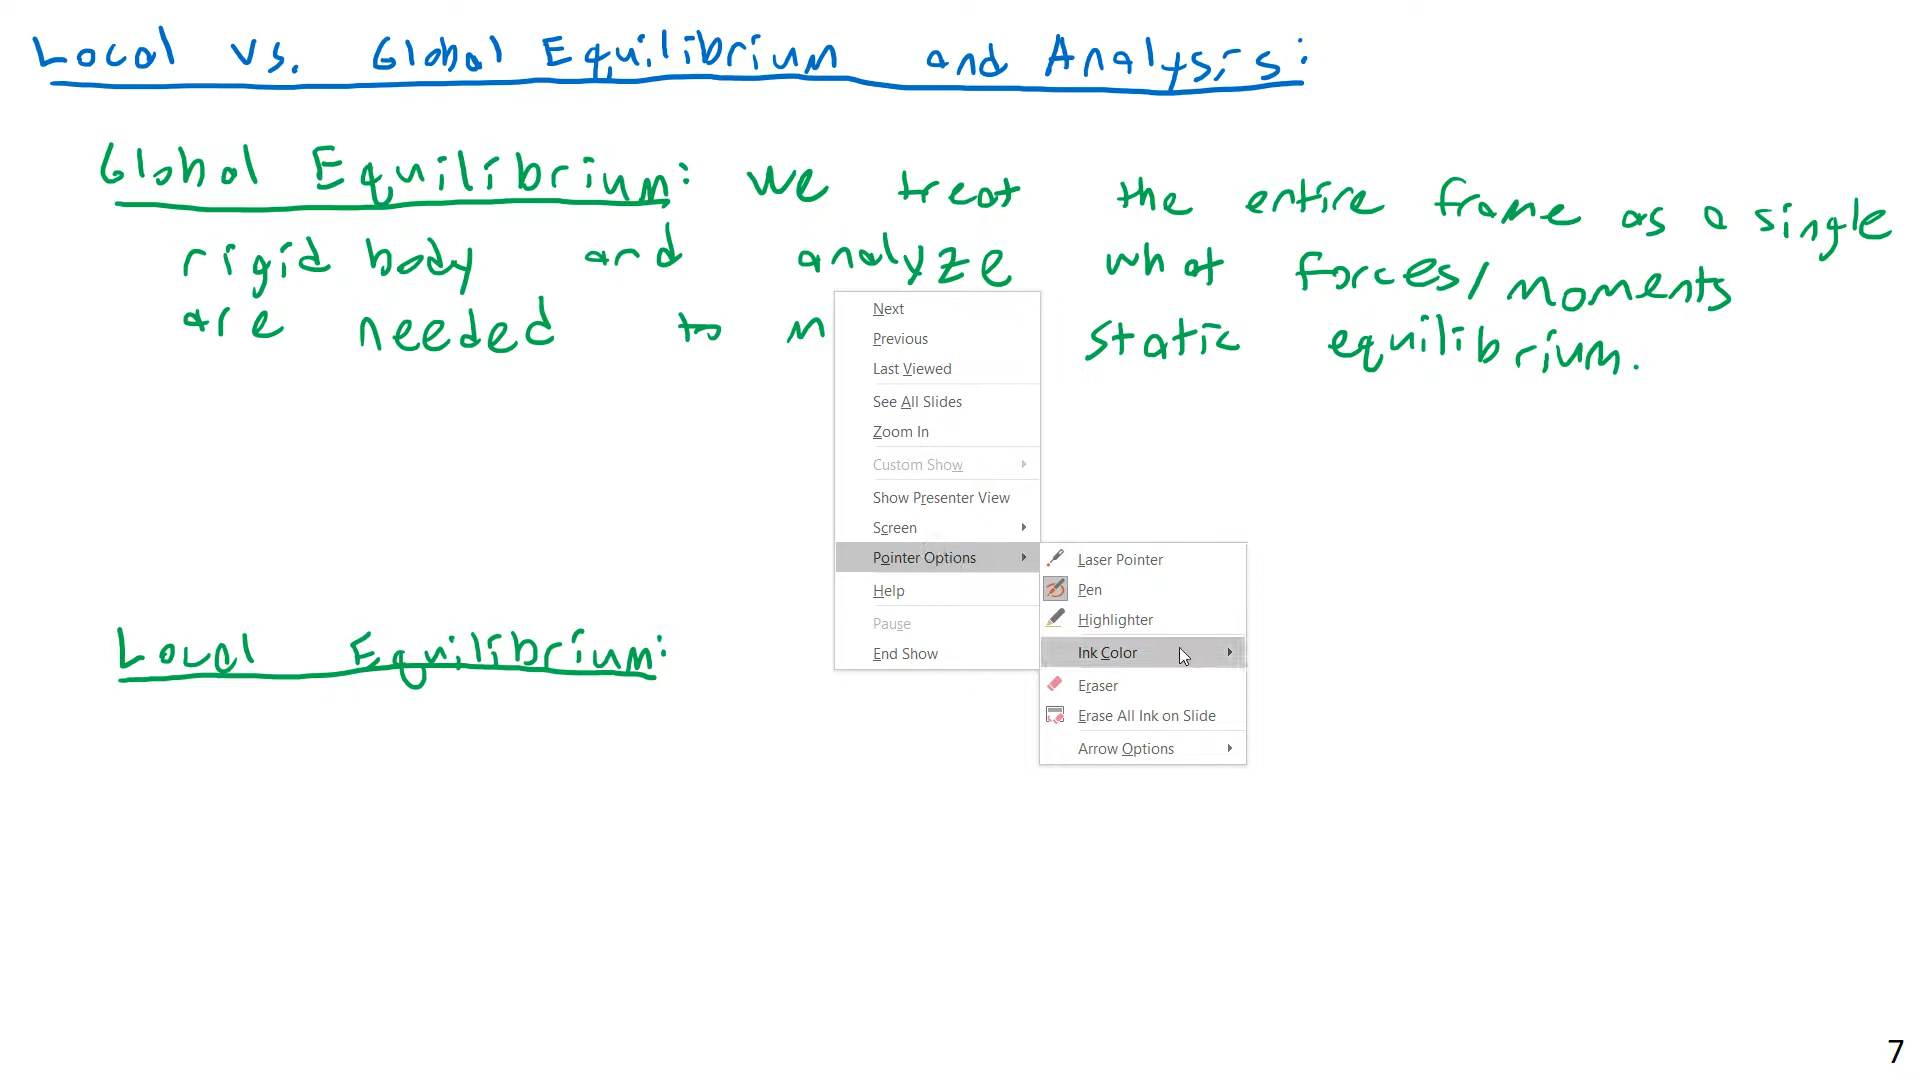 Local vs. Global Equilibrium and Analysis:
Global Equilibrium: we treat the entire frame as a single
rigid body and analyze what forces/moments
are needed to static equilibrium.
Next
Previous
Last Viewed
See All Slides
Zoom In
Custom Show
Show Presenter View
Screen
Pointer Options
Help
Pause
End Show
Laser Pointer
Pen
Highlighter
Ink Color
Eraser
Erase All Ink on Slide
Arrow Options
Local Equilibrium:
7